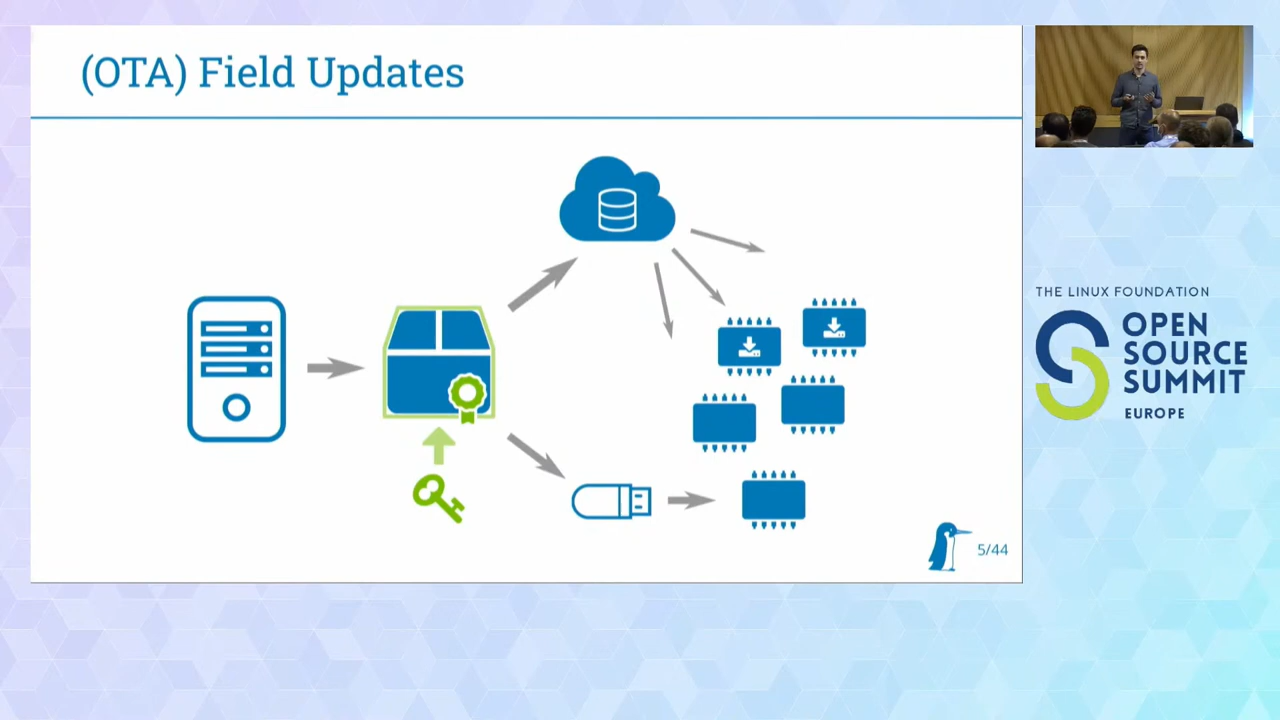 (OTA) Field Updates
5/44
THE LINUX FOUNDATION
OPEN
SOURCE
SUMMIT
EUROPE